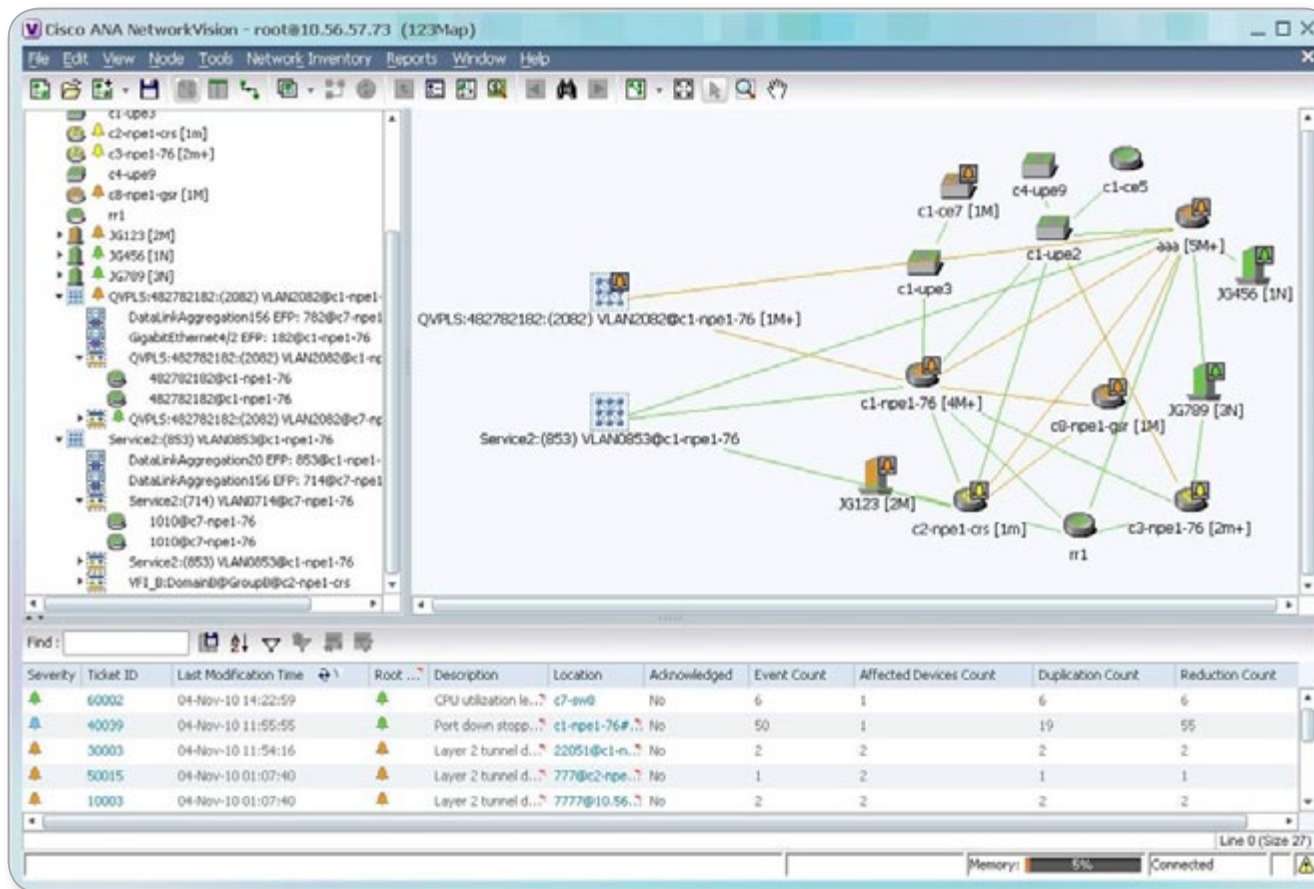 Cisco ANA NetworkVision - root@10.56.57.73 (123Map)
File Edit View Node Tools Network Inventory Reports Window Help
c1-upe3
c2-npe1-crs [1m]
c3-npe1-76 [2m+]
c4-upe9
c8-npe1-gsr [1M]
rr1
JG123 [2M]
JG456 [1N]
JG789 [3N]
QVPLS:482782182:(2082) VLAN2082@c1-npe1-
DataLinkAggregation156 EFP: 782@c7-npe1
GigabitEthernet4/2 EFP: 182@c1-npe1-76
QVPLS:482782182:(2082) VLAN2082@c1-np
482782182@c1-npe1-76
482782182@c1-npe1-76
QVPLS:482782182:(2082) VLAN2082@c7-np
Service2:(853) VLAN0853@c1-npe1-76
DataLinkAggregation20 EFP: 853@c1-npe1-
DataLinkAggregation156 EFP: 714@c7-npe1
Service2:(714) VLAN0714@c7-npe1-76
1010@c7-npe1-76
1010@c7-npe1-76
Service2:(853) VLAN0853@c1-npe1-76
VFI_B:DomainB@GroupB@c2-npe1-crs
c4-upe9
c1-ce5
c1-ce7 [1M]
c1-upe2
aaa [5M+]
c1-upe3
JG456 [1N]
QVPLS:482782182:(2082) VLAN2082@c1-npe1-76 [1M+]
c1-npe1-76 [4M+]
JG789 [3N]
c8-npe1-gsr [1M]
Service2:(853) VLAN0853@c1-npe1-76
JG123 [2M]
c2-npe1-crs [1m]
c3-npe1-76 [2m+]
rr1
Find :
Severity Ticket ID Last Modification Time Root ... Description Location Acknowledged Event Count Affected Devices Count Duplication Count Reduction Count
60002 04-Nov-10 14:22:59 CPU utilization le... c7-sw8 No 6 1 6 6
40039 04-Nov-10 11:55:55 Port down stopp... c1-npe1-76#.. No 50 1 19 55
30003 04-Nov-10 11:54:16 Layer 2 tunnel d... 22051@c1-n.. No 2 2 2 2
50015 04-Nov-10 01:07:40 Layer 2 tunnel d... 777@c2-npe.. No 1 2 1 1
10003 04-Nov-10 01:07:40 Layer 2 tunnel d... 7777@10.56.. No 2 2 2 2
Line 0 (Size 27)
Memory: 5% Connected